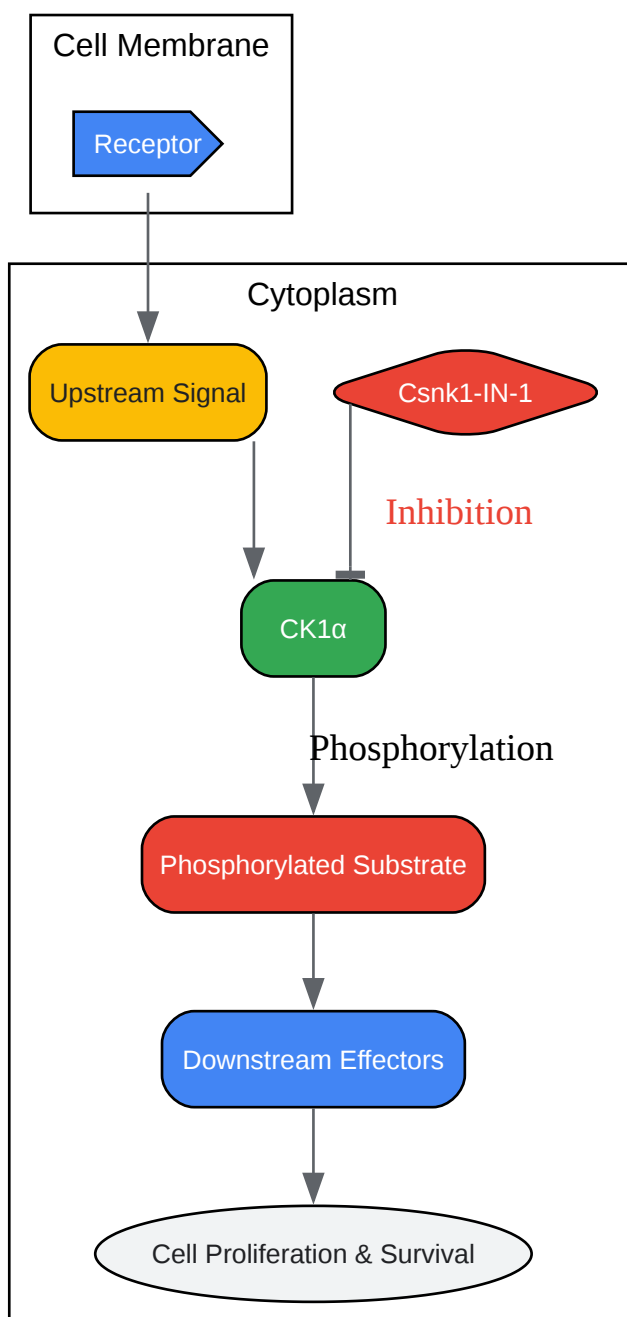 Cell Membrane
Receptor
Cytoplasm
Upstream Signal
Csnk1-IN-1
Inhibition
CK1α
Phosphorylation
Phosphorylated Substrate
Downstream Effectors
Cell Proliferation & Survival